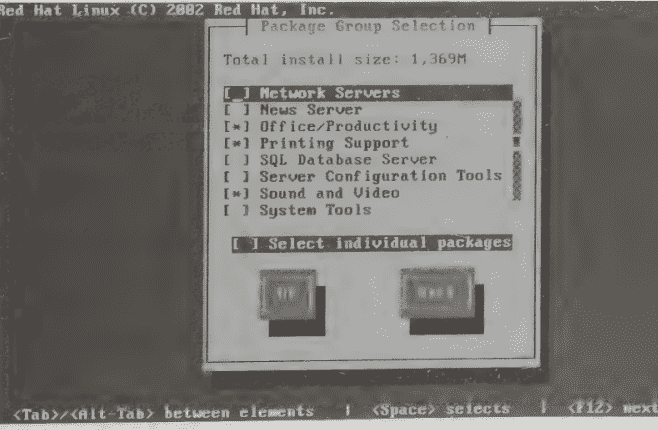 Red Hat Linux (C) 2002 Red Hat, Inc.
Package Group Selection
Total install size: 1,369M
[_] Network Servers
[ ] News Server
[*] Office/Productivity
[*] Printing Support
[ ] SQL Database Server
[ ] Server Configuration Tools
[*] Sound and Video
[ ] System Tools
[ ] Select individual packages
<Tab>/<Alt-Tab> between elements | <Space> selects | <F12> next